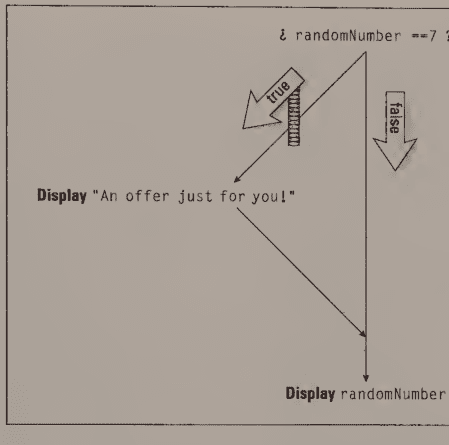 ¿ randomNumber ==7 ?
true
false
Display "An offer just for you!"
Display randomNumber